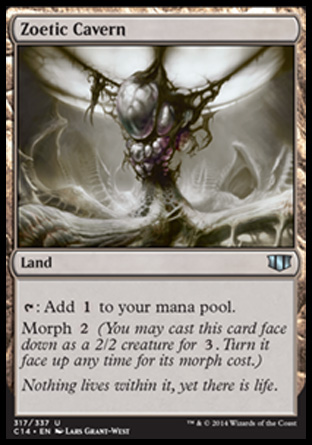 Zoetic Cavern
Land
: Add 1 to your mana pool.
Morph 2 (You may cast this card face
down as a 2/2 creature for 3. Turn it
face up any time for its morph cost.)
Nothing lives within it, yet there is life.
317/337 U
C14 • EN Lars Grant-West
™ & © 2014 Wizards of the Coast